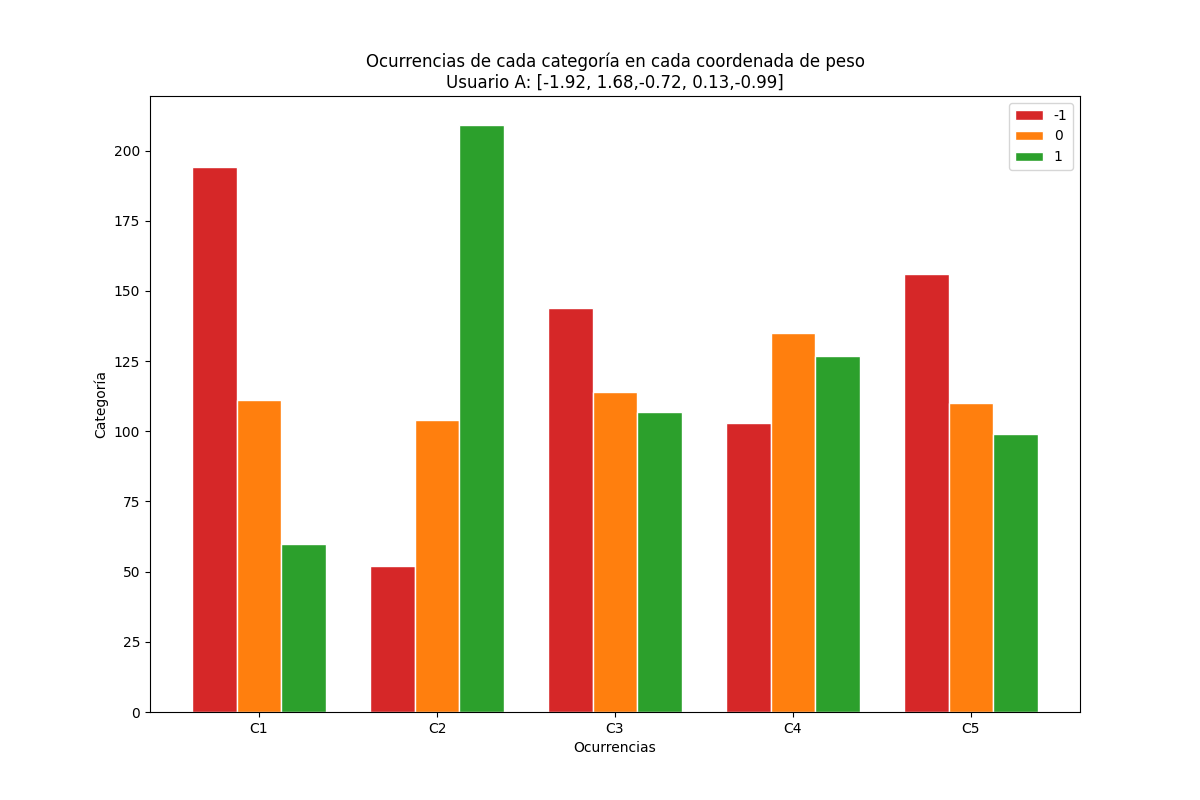 Ocurrencias de cada categoría en cada coordenada de peso
Usuario A: [-1.92, 1.68,-0.72, 0.13,-0.99]
-1
0
1
200
175
150
125
100
75
50
25
0
Categoría
C1 C2 C3 C4 C5
Ocurrencias